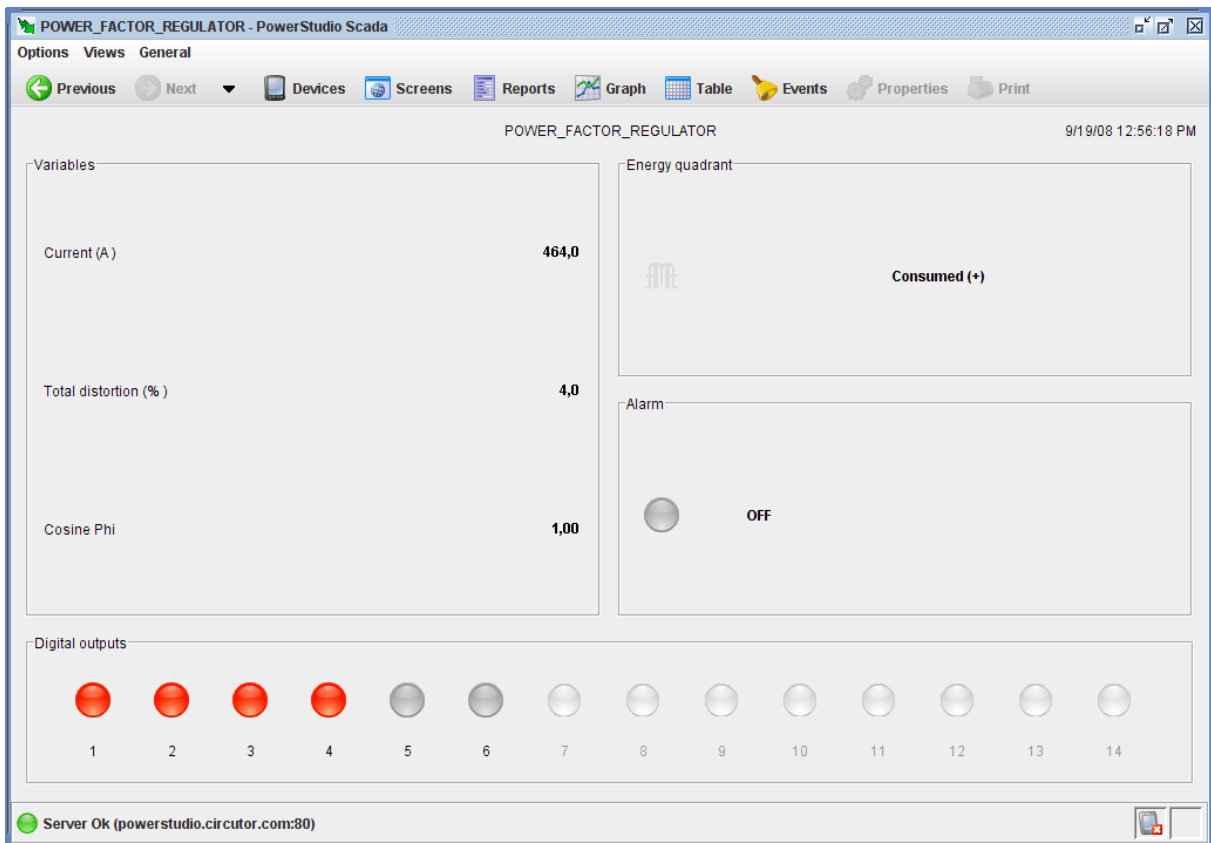 POWER_FACTOR_REGULATOR - PowerStudio Scada
Options Views General
Previous Next Devices Screens Reports Graph Table Events Properties Print
POWER_FACTOR_REGULATOR 9/19/08 12:56:18 PM
Variables
Current (A ) 464,0
Total distortion (% ) 4,0
Cosine Phi 1,00
Energy quadrant
Consumed (+)
Alarm
OFF
Digital outputs
1 2 3 4 5 6 7 8 9 10 11 12 13 14
Server Ok (powerstudio.circutor.com:80)